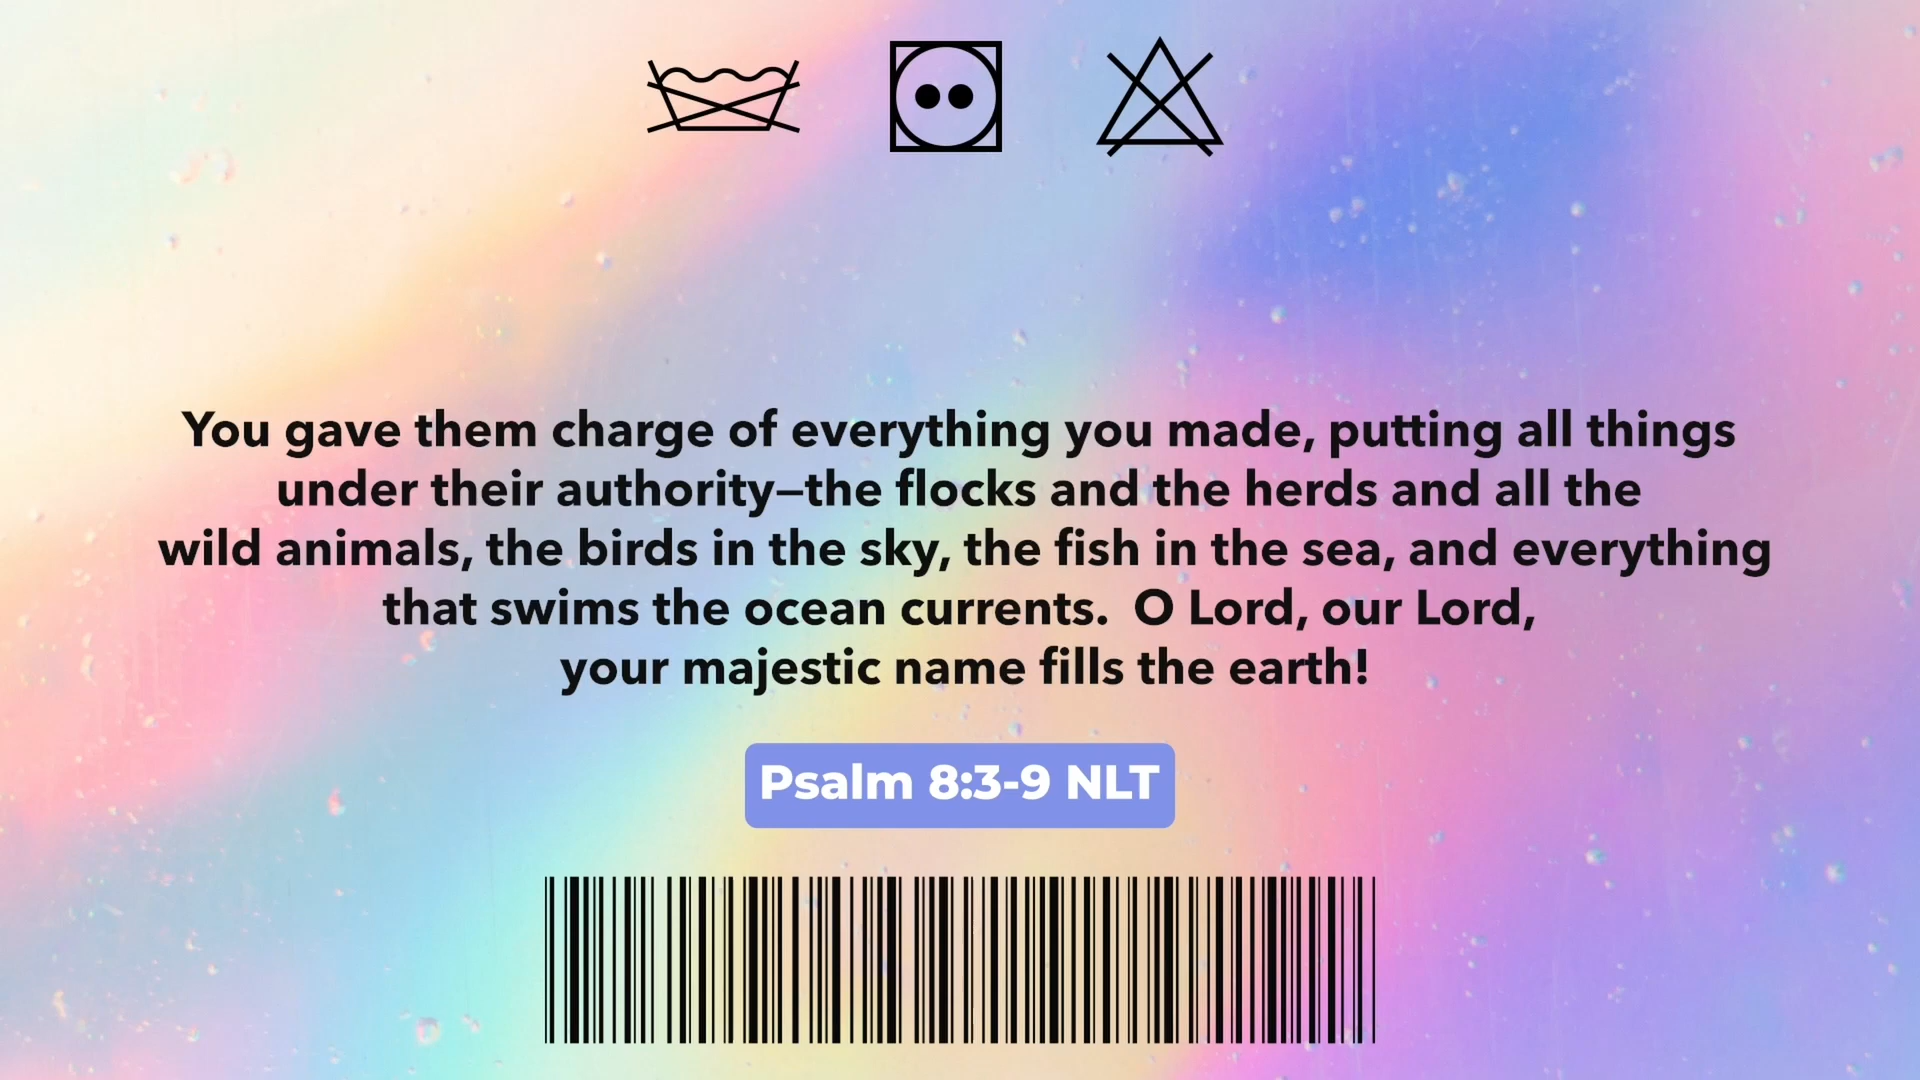 You gave them charge of everything you made, putting all things
under their authority—the flocks and the herds and all the
wild animals, the birds in the sky, the fish in the sea, and everything
that swims the ocean currents.  O Lord, our Lord,
your majestic name fills the earth!
Psalm 8:3-9 NLT